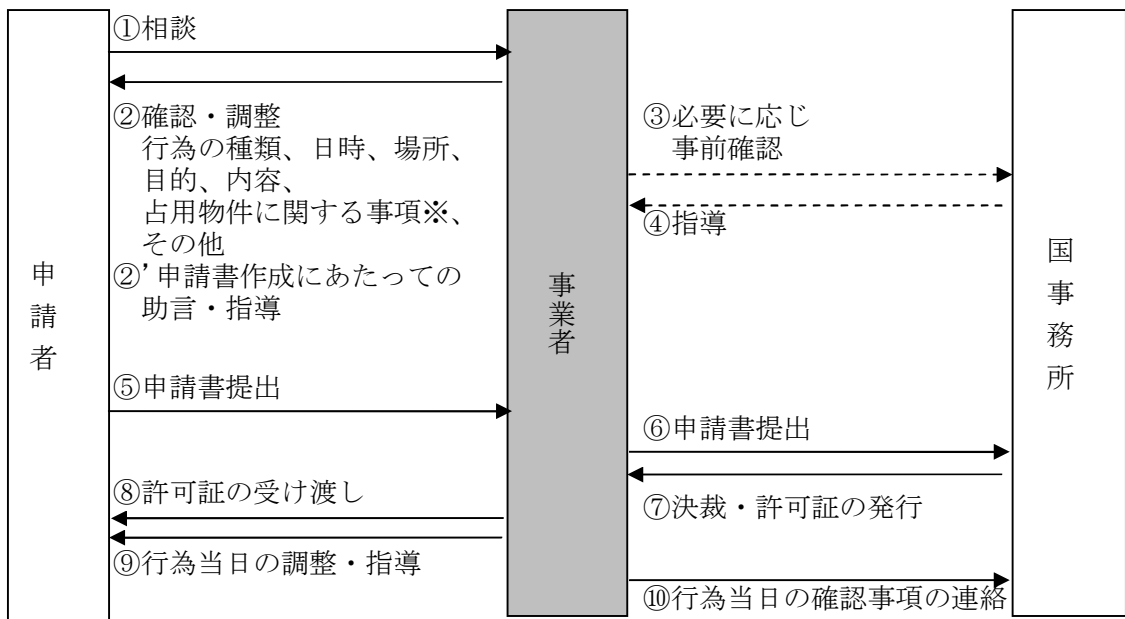 ①相談
②確認・調整
行為の種類、日時、場所、
目的、内容、
占用物件に関する事項※、
その他
②’申請書作成にあたっての
助言・指導
③必要に応じ
事前確認
④指導
申請者
事業者
国事務所
⑤申請書提出
⑥申請書提出
⑦決裁・許可証の発行
⑧許可証の受け渡し
⑨行為当日の調整・指導
⑩行為当日の確認事項の連絡